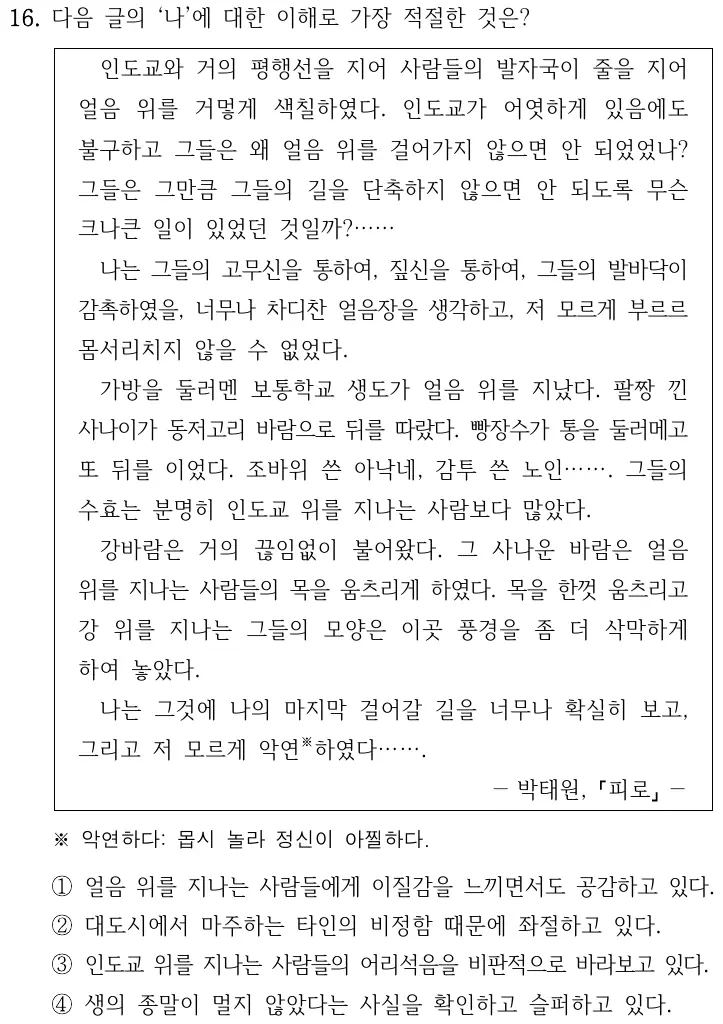 16. 다음 글의 ‘나’에 대한 이해로 가장 적절한 것은?
인도교와 거의 평행선을 지어 사람들의 발자국이 줄을 지어
얼음 위를 거멓게 색칠하였다. 인도교가 어엿하게 있음에도
불구하고 그들은 왜 얼음 위를 걸어가지 않으면 안 되었었나?
그들은 그만큼 그들의 길을 단축하지 않으면 안 되도록 무슨
크나큰 일이 있었던 것일까?……
나는 그들의 고무신을 통하여, 짚신을 통하여, 그들의 발바닥이
감촉하였을, 너무나 차디찬 얼음장을 생각하고, 저 모르게 부르르
몸서리치지 않을 수 없었다.
가방을 둘러멘 보통학교 생도가 얼음 위를 지났다. 팔짱 낀
사나이가 동저고리 바람으로 뒤를 따랐다. 빵장수가 통을 둘러메고
또 뒤를 이었다. 조바위 쓴 아낙네, 감투 쓴 노인……. 그들의
수효는 분명히 인도교 위를 지나는 사람보다 많았다.
강바람은 거의 끊임없이 불어왔다. 그 사나운 바람은 얼음
위를 지나는 사람들의 목을 움츠리게 하였다. 목을 한껏 움츠리고
강 위를 지나는 그들의 모양은 이곳 풍경을 좀 더 삭막하게
하여 놓았다.
나는 그것에 나의 마지막 걸어갈 길을 너무나 확실히 보고,
그리고 저 모르게 악연※하였다…….
－ 박태원, 「피로」 －
※ 악연하다: 몹시 놀라 정신이 아찔하다.
① 얼음 위를 지나는 사람들에게 이질감을 느끼면서도 공감하고 있다.
② 대도시에서 마주하는 타인의 비정함 때문에 좌절하고 있다.
③ 인도교 위를 지나는 사람들의 어리석음을 비판적으로 바라보고 있다.
④ 생의 종말이 멀지 않았다는 사실을 확인하고 슬퍼하고 있다.